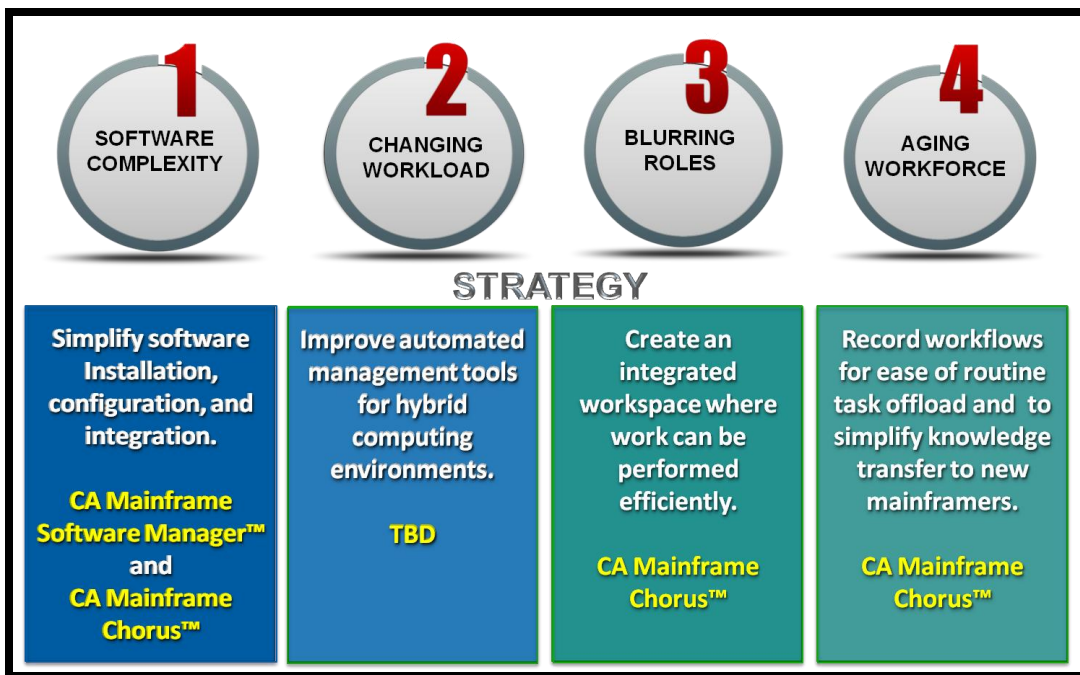 1
SOFTWARE
COMPLEXITY
2
CHANGING
WORKLOAD
3
BLURRING
ROLES
4
AGING
WORKFORCE
STRATEGY
Simplify software
Installation,
configuration, and
integration.
CA Mainframe
Software Manager™
and
CA Mainframe
Chorus™
Improve automated
management tools
for hybrid
computing
environments.
TBD
Create an
integrated
workspace where
work can be
performed
efficiently.
CA Mainframe
Chorus™
Record workflows
for ease of routine
task offload and to
simplify knowledge
transfer to new
mainframers.
CA Mainframe
Chorus™